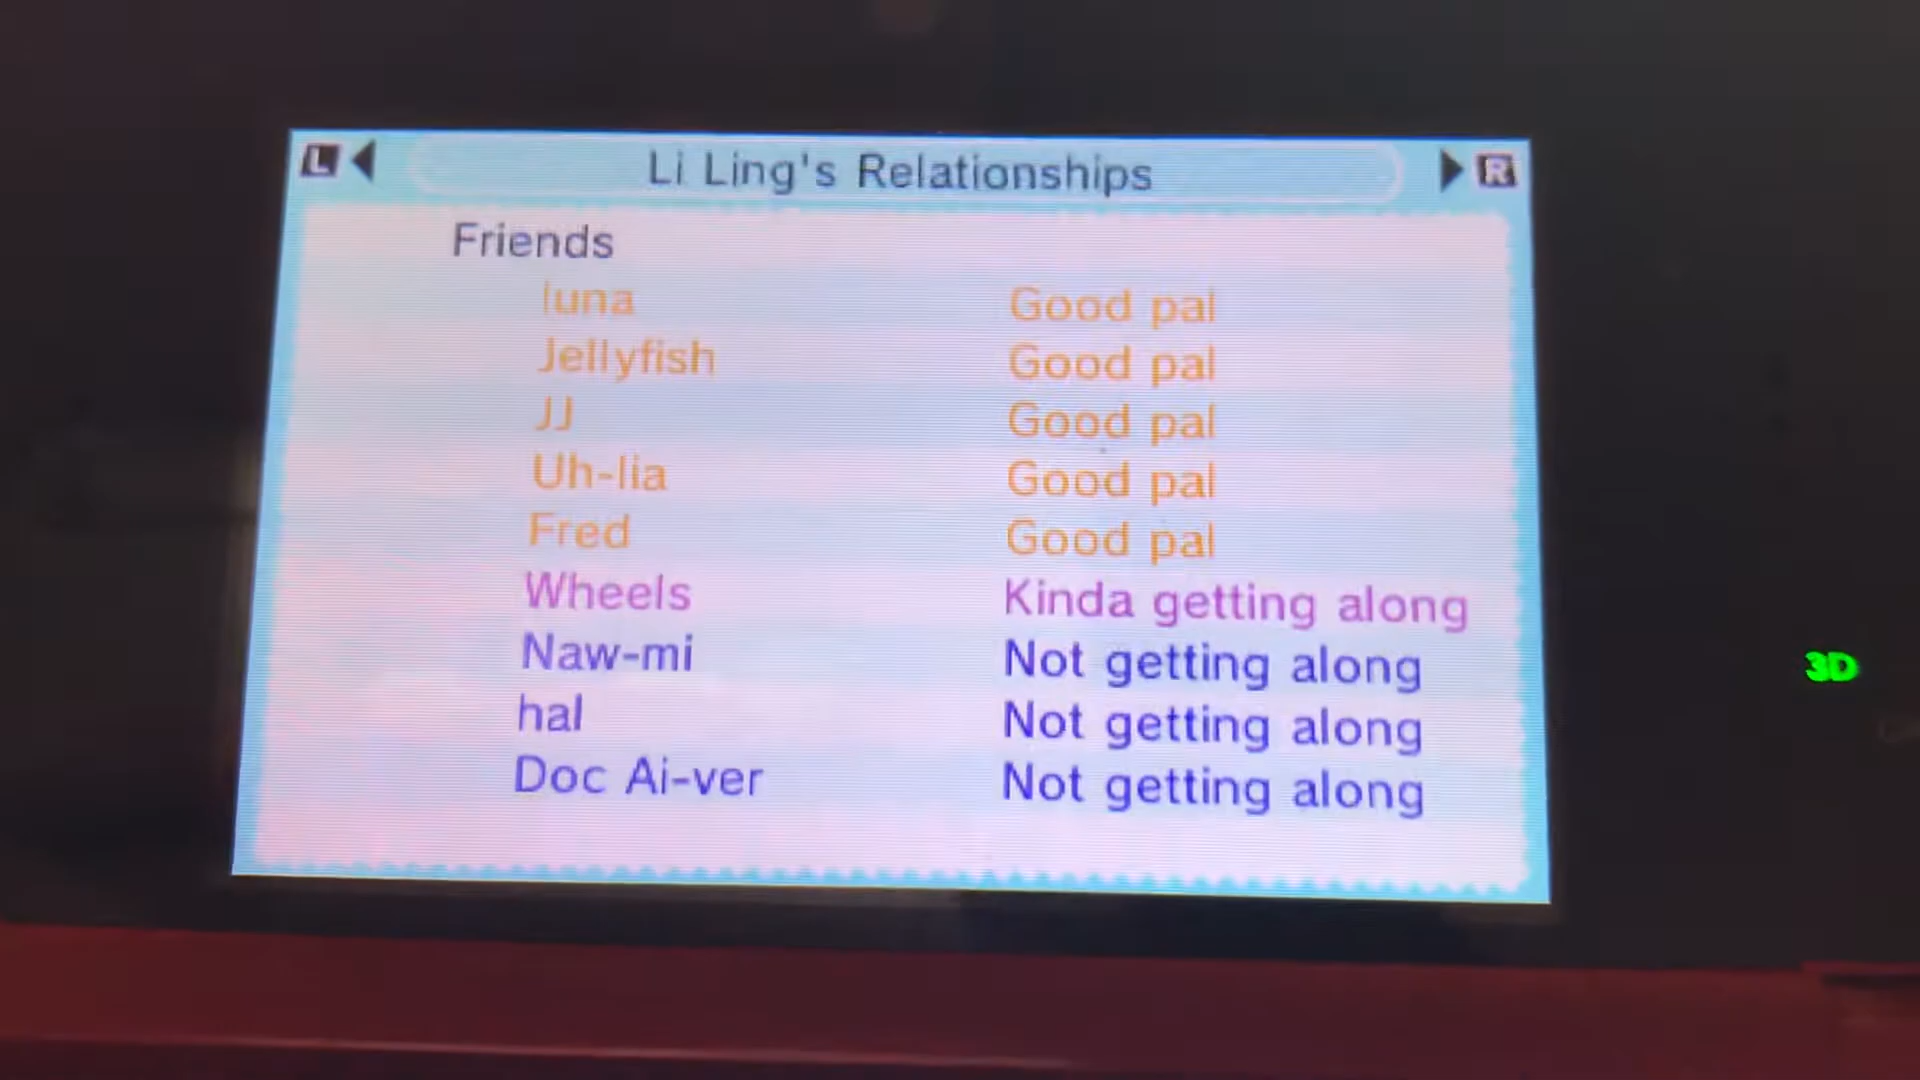 L Li Ling's Relationships R
Friends
luna Good pal
Jellyfish Good pal
JJ Good pal
Uh-lia Good pal
Fred Good pal
Wheels Kinda getting along
Naw-mi Not getting along
hal Not getting along
Doc Ai-ver Not getting along
3D